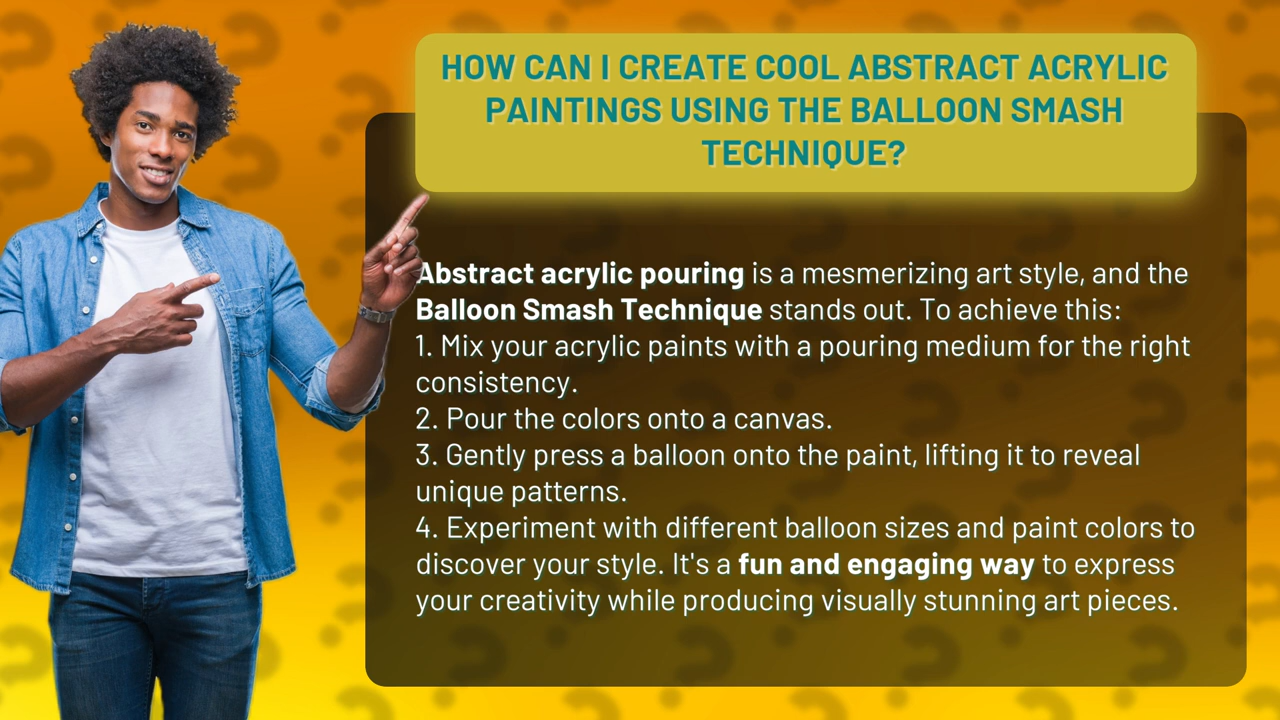 HOW CAN I CREATE COOL ABSTRACT ACRYLIC
PAINTINGS USING THE BALLOON SMASH
TECHNIQUE?
Abstract acrylic pouring is a mesmerizing art style, and the
Balloon Smash Technique stands out. To achieve this:
1. Mix your acrylic paints with a pouring medium for the right
consistency.
2. Pour the colors onto a canvas.
3. Gently press a balloon onto the paint, lifting it to reveal
unique patterns.
4. Experiment with different balloon sizes and paint colors to
discover your style. It's a fun and engaging way to express
your creativity while producing visually stunning art pieces.